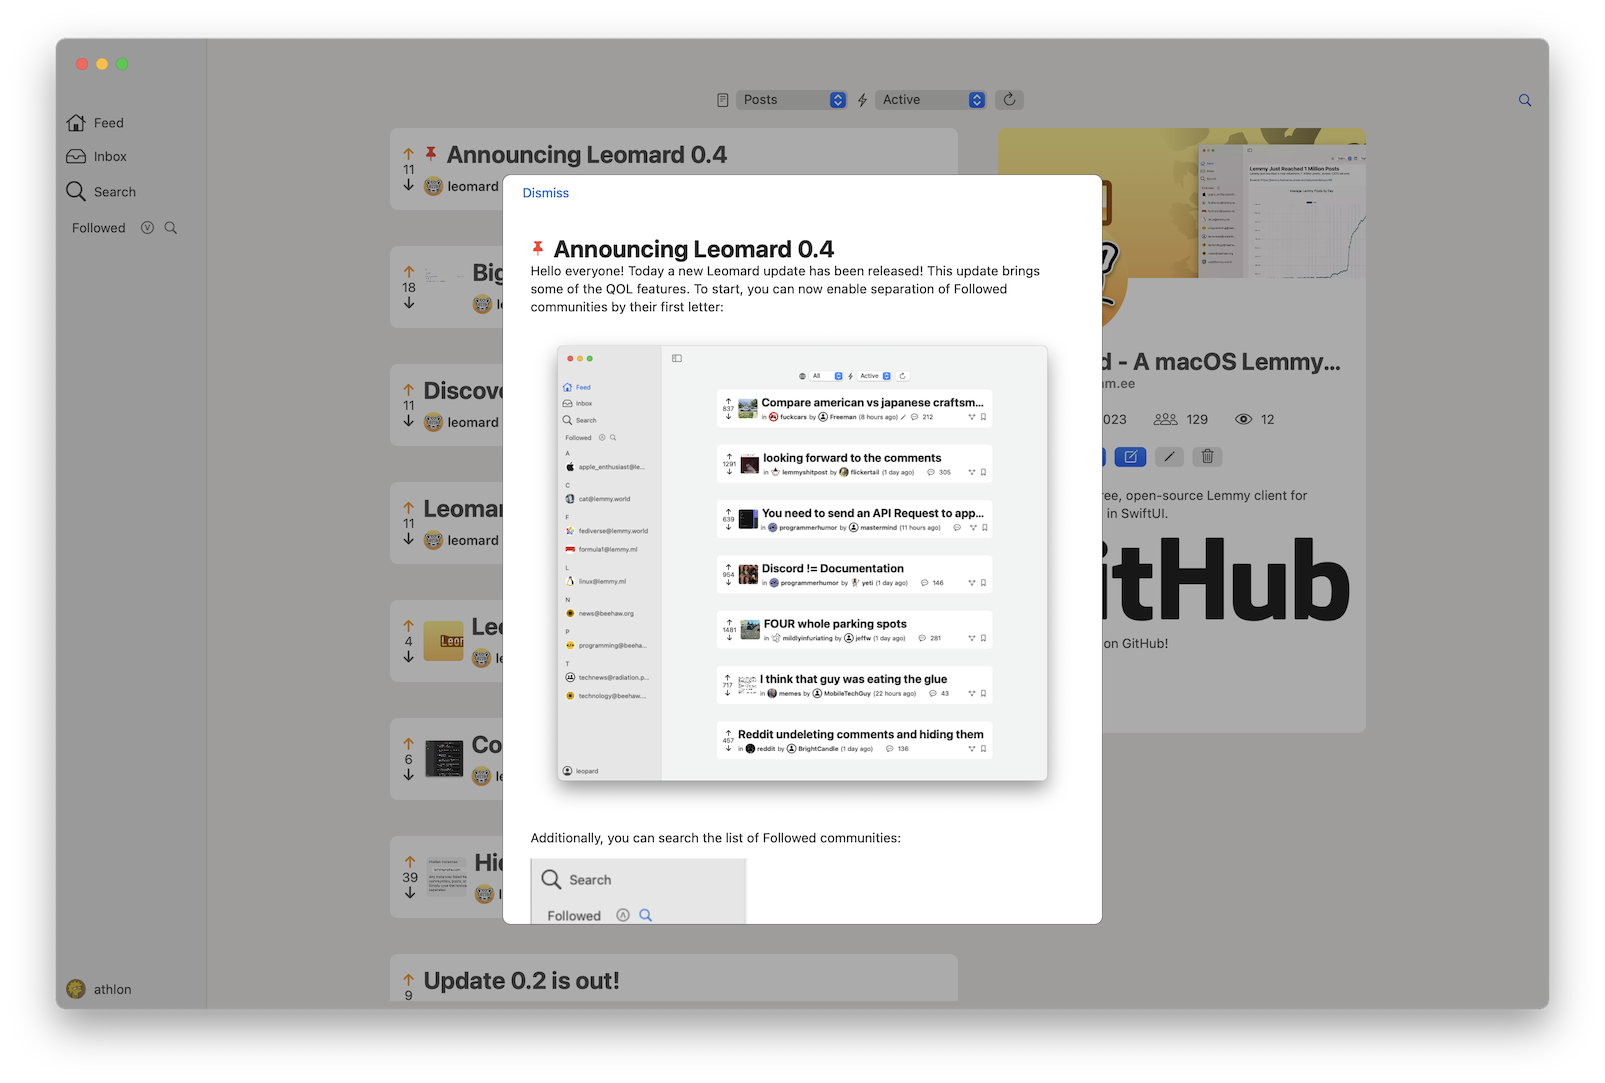 Posts
Active
Feed
Inbox
Search
Followed
athlon
11
Announcing Leomard 0.4
leomard
18
Big
11
Discove
leomard
11
Leomar
leomard
4
Leo
Lee
6
Co
39
Hid
9
Update 0.2 is out!
Dismiss
Announcing Leomard 0.4
Hello everyone! Today a new Leomard update has been released! This update brings
some of the QOL features. To start, you can now enable separation of Followed
communities by their first letter:
All
Active
Feed
Inbox
Search
Followed
A
apple_enthusiast@le...
C
cat@lemmy.world
F
fediverse@lemmy.world
formula1@lemmy.ml
L
linux@lemmy.ml
N
news@beehaw.org
P
programming@beeha...
T
technews@radiation.p...
technology@beehaw....
leopard
837
Compare american vs japanese craftsm...
in fuckcars by Freeman (8 hours ago) 212
1291
looking forward to the comments
in lemmyshitpost by flickertail (1 day ago) 305
639
You need to send an API Request to app...
in programmerhumor by mastermind (11 hours ago)
954
Discord != Documentation
in programmerhumor by yeti (1 day ago) 146
1481
FOUR whole parking spots
in mildlyinfuriating by jeffw (1 day ago) 281
717
I think that guy was eating the glue
in memes by MobileTechGuy (22 hours ago) 43
457
Reddit undeleting comments and hiding them
in reddit by BrightCandle (1 day ago) 136
Additionally, you can search the list of Followed communities:
Search
Followed
Lemmy Just Reached 1 Million Posts
d - A macOS Lemmy...
m.ee
023 129 12
ree, open-source Lemmy client for
in SwiftUI.
itHub
on GitHub!